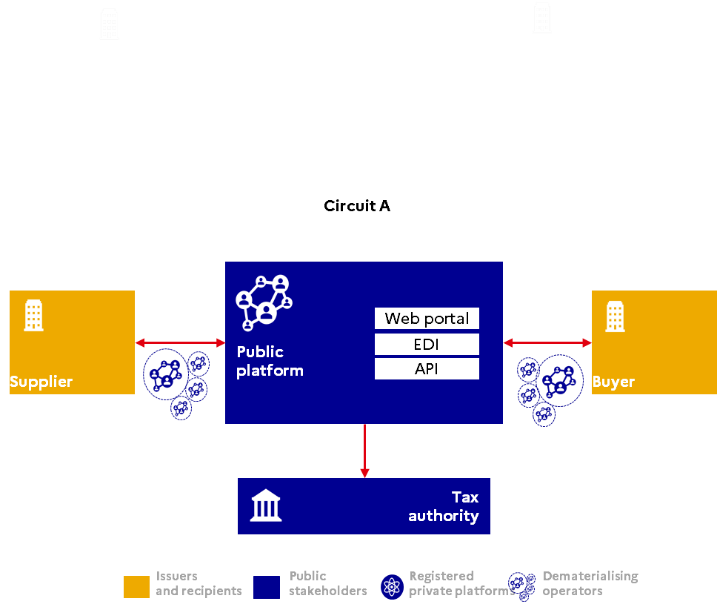 Circuit A
Web portal
EDI
API
Public
platform
Supplier
Buyer
Tax
authority
Issuers
and recipients
Public
stakeholders
Registered
private platforms
Dematerialising
operators